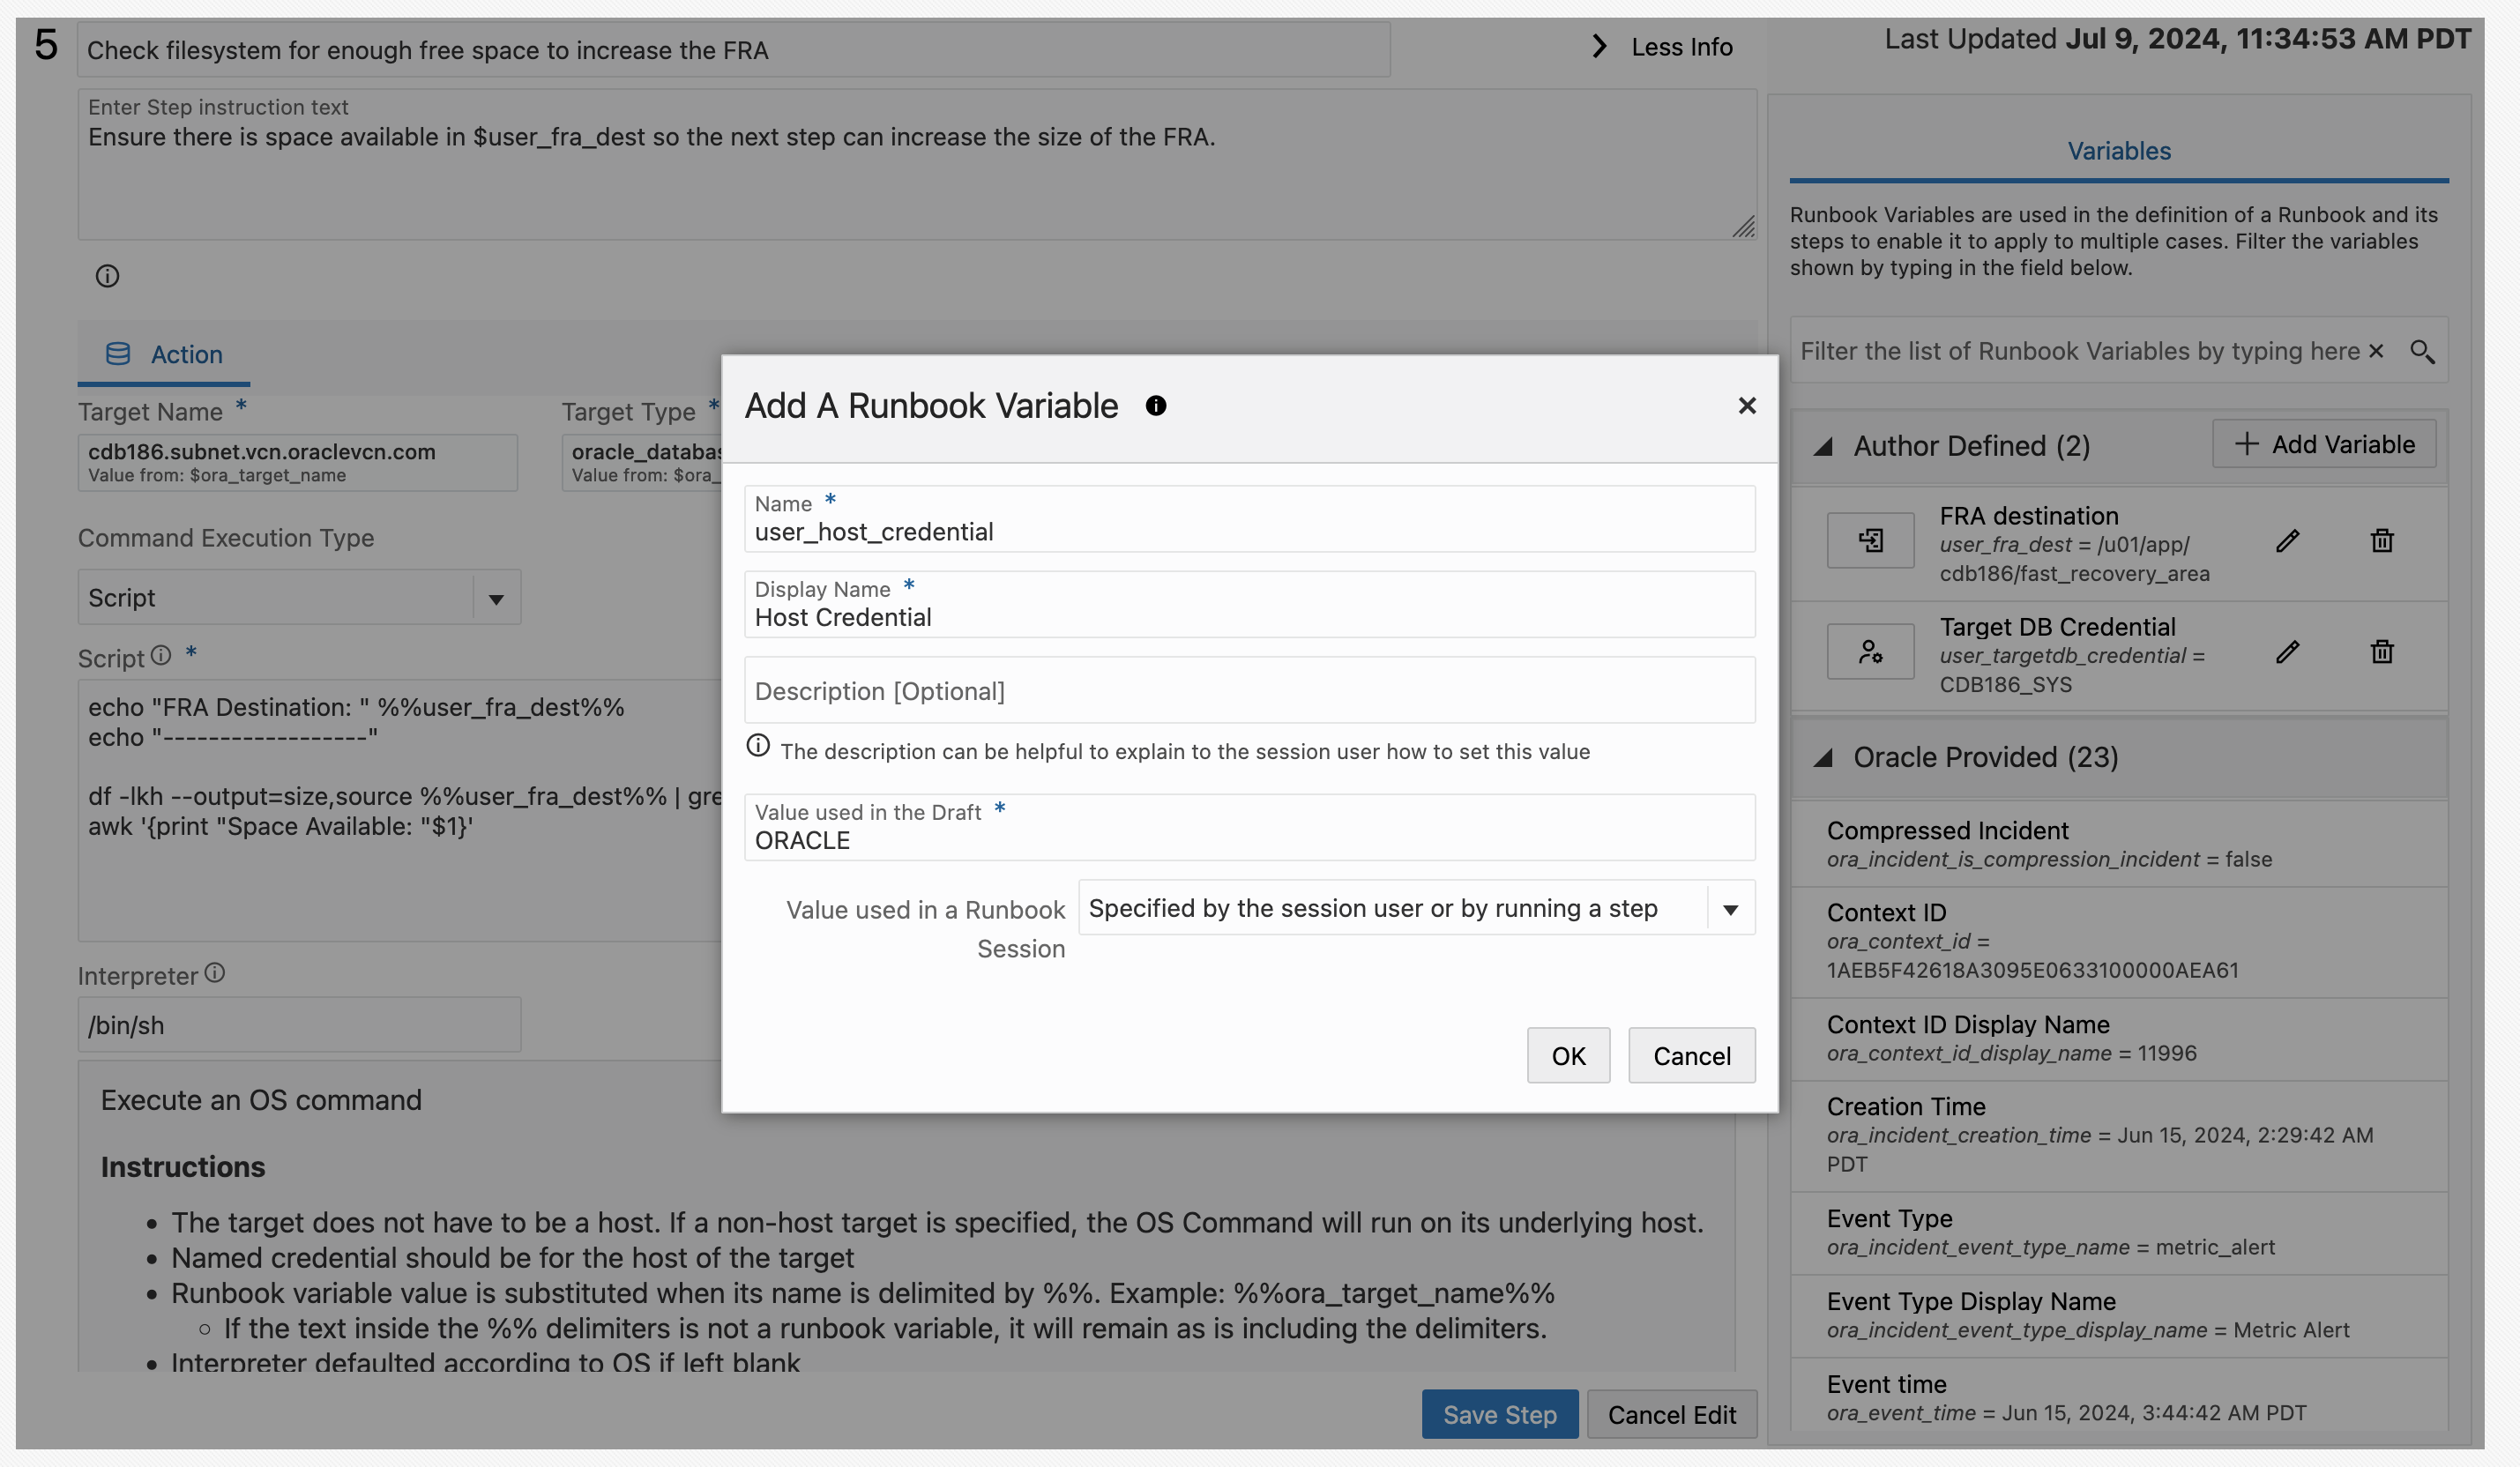 5
Check filesystem for enough free space to increase the FRA
Less Info
Last Updated Jul 9, 2024, 11:34:53 AM PDT
Enter Step instruction text
Ensure there is space available in $user_fra_dest so the next step can increase the size of the FRA.
Action
Target Name *
cdb186.subnet.vcn.oraclevcn.com
Value from: $ora_target_name
Target Type *
oracle_databas
Value from: $ora_
Command Execution Type
Script
Script *
echo "FRA Destination: " %%user_fra_dest%%
echo "------------------"
df -lkh --output=size,source %%user_fra_dest%% | gre
awk '{print "Space Available: "$1}'
Interpreter
/bin/sh
Execute an OS command
Instructions
• The target does not have to be a host. If a non-host target is specified, the OS Command will run on its underlying host.
• Named credential should be for the host of the target
• Runbook variable value is substituted when its name is delimited by %%. Example: %%ora_target_name%%
○ If the text inside the %% delimiters is not a runbook variable, it will remain as is including the delimiters.
• Interpreter defaulted according to OS if left blank
Save Step
Cancel Edit
Add A Runbook Variable
Name *
user_host_credential
Display Name *
Host Credential
Description [Optional]
The description can be helpful to explain to the session user how to set this value
Value used in the Draft *
ORACLE
Value used in a Runbook
Session
Specified by the session user or by running a step
OK
Cancel
Variables
Runbook Variables are used in the definition of a Runbook and its
steps to enable it to apply to multiple cases. Filter the variables
shown by typing in the field below.
Filter the list of Runbook Variables by typing here
Author Defined (2)
+ Add Variable
FRA destination
user_fra_dest = /u01/app/
cdb186/fast_recovery_area
Target DB Credential
user_targetdb_credential =
CDB186_SYS
Oracle Provided (23)
Compressed Incident
ora_incident_is_compression_incident = false
Context ID
ora_context_id =
1AEB5F42618A3095E0633100000AEA61
Context ID Display Name
ora_context_id_display_name = 11996
Creation Time
ora_incident_creation_time = Jun 15, 2024, 2:29:42 AM
PDT
Event Type
ora_incident_event_type_name = metric_alert
Event Type Display Name
ora_incident_event_type_display_name = Metric Alert
Event time
ora_event_time = Jun 15, 2024, 3:44:42 AM PDT